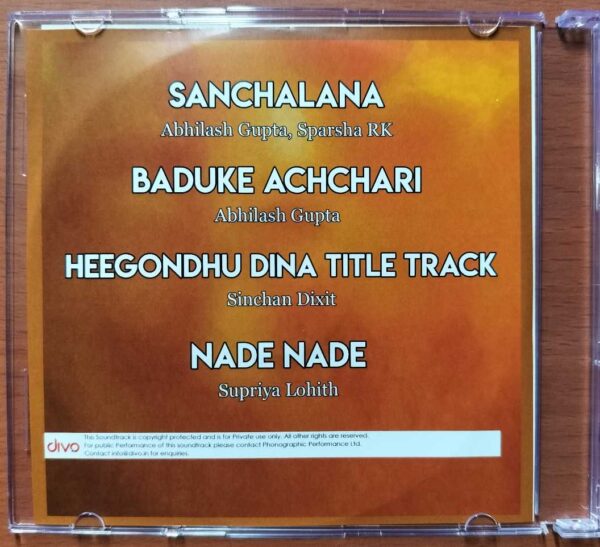 SANCHALANA
Abhilash Gupta, Sparsha RK
BADUKE ACHCHARI
Abhilash Gupta
HEEGONDHU DINA TITLE TRACK
Sinchan Dixit
NADE NADE
Supriya Lohith
divo
This Soundtrack is copyright protected and is for Private use only. All other rights are reserved.
For public Performance of this soundtrack please contact Phonographic Performance Ltd.
Contact info@divo.in for enquiries.